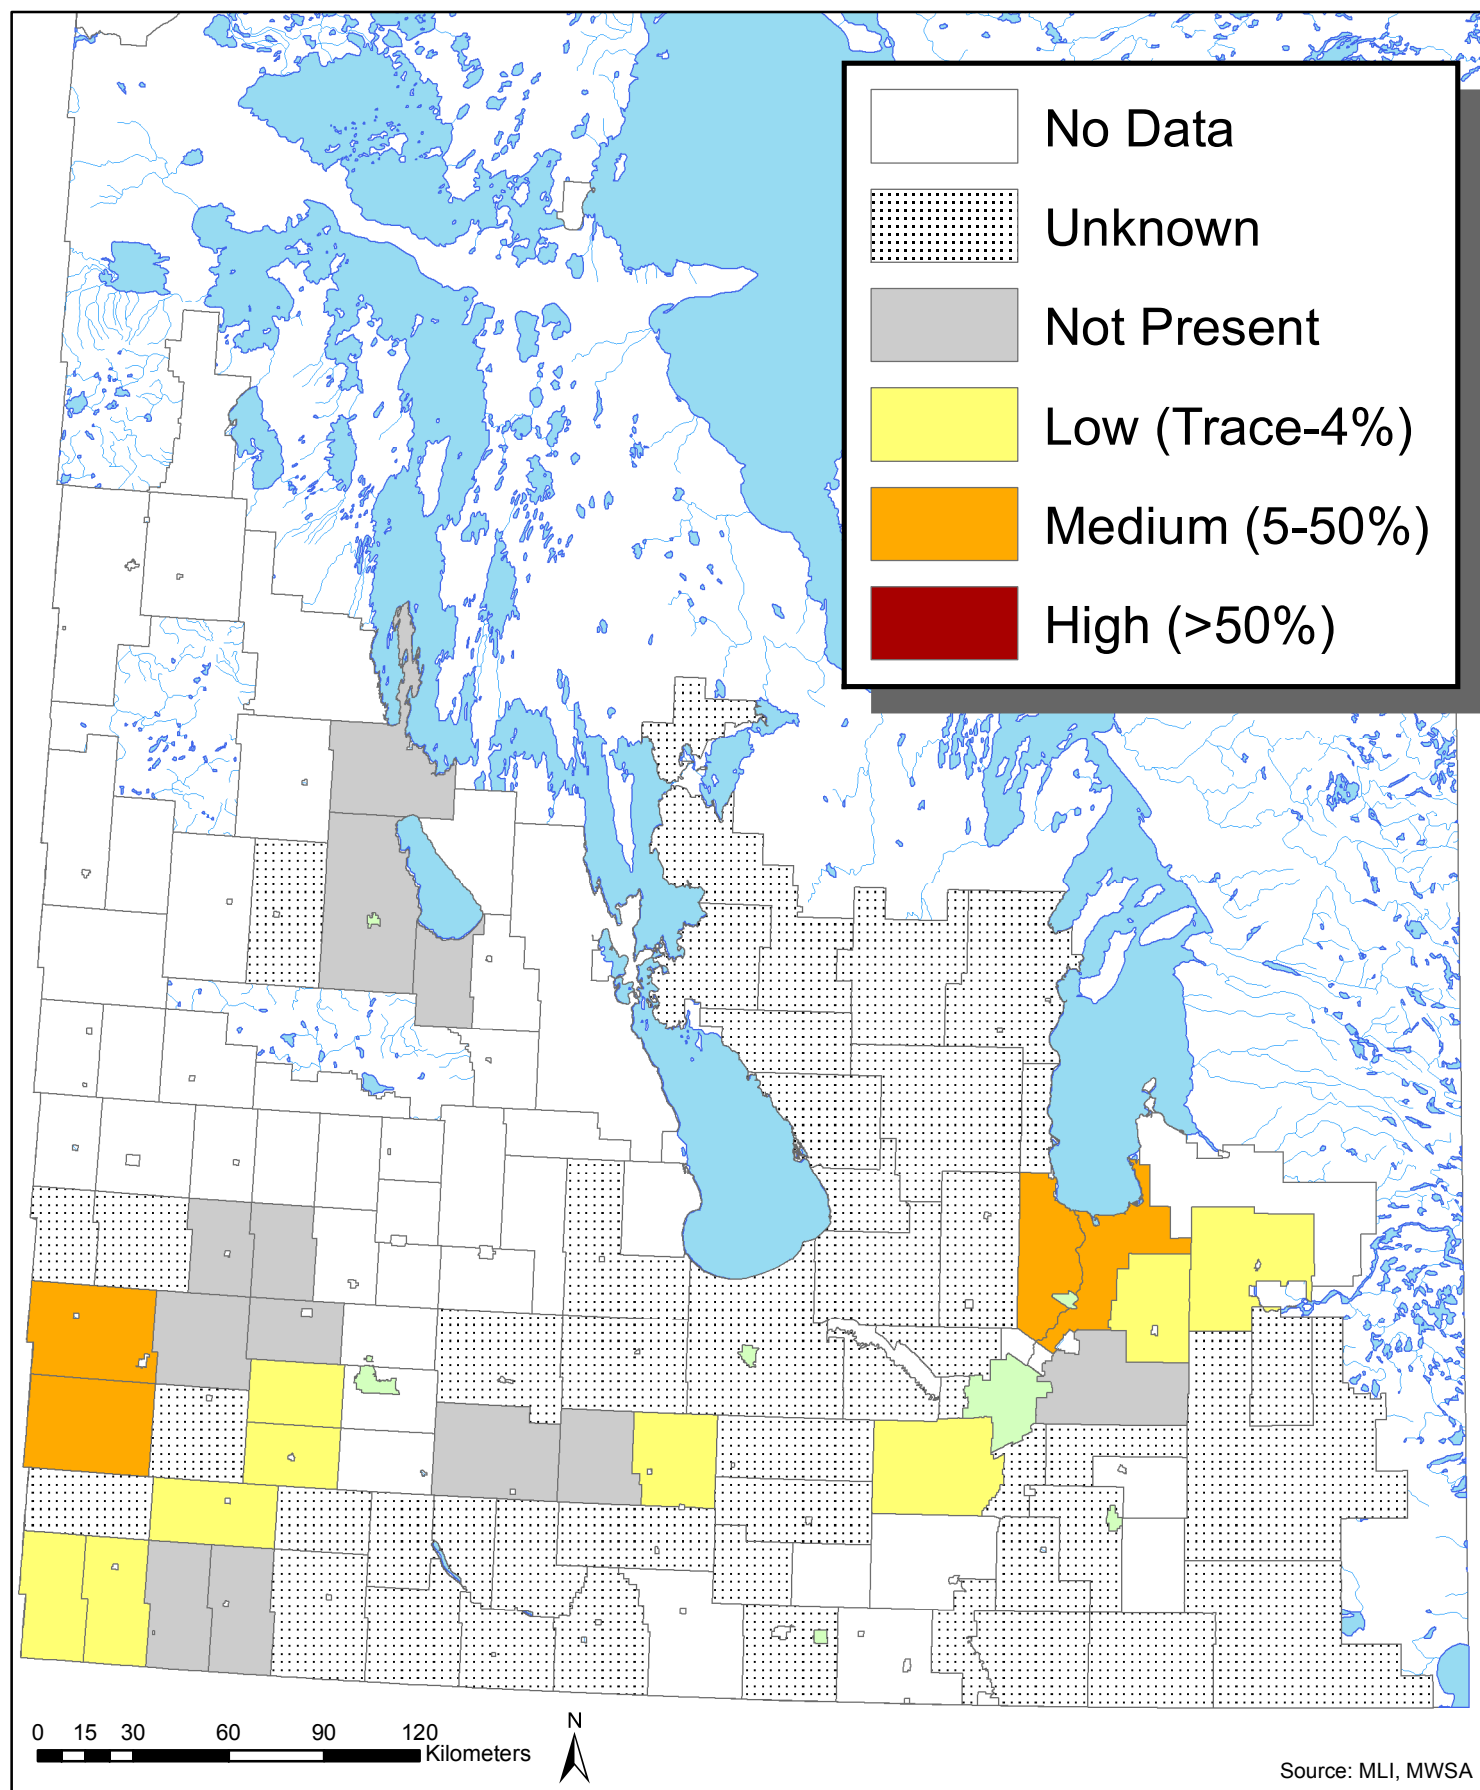 No Data
Unknown
Not Present
Low (Trace-4%)
Medium (5-50%)
High (>50%)
0 15 30 60 90 120
Kilometers
N
Source: MLI, MWSA